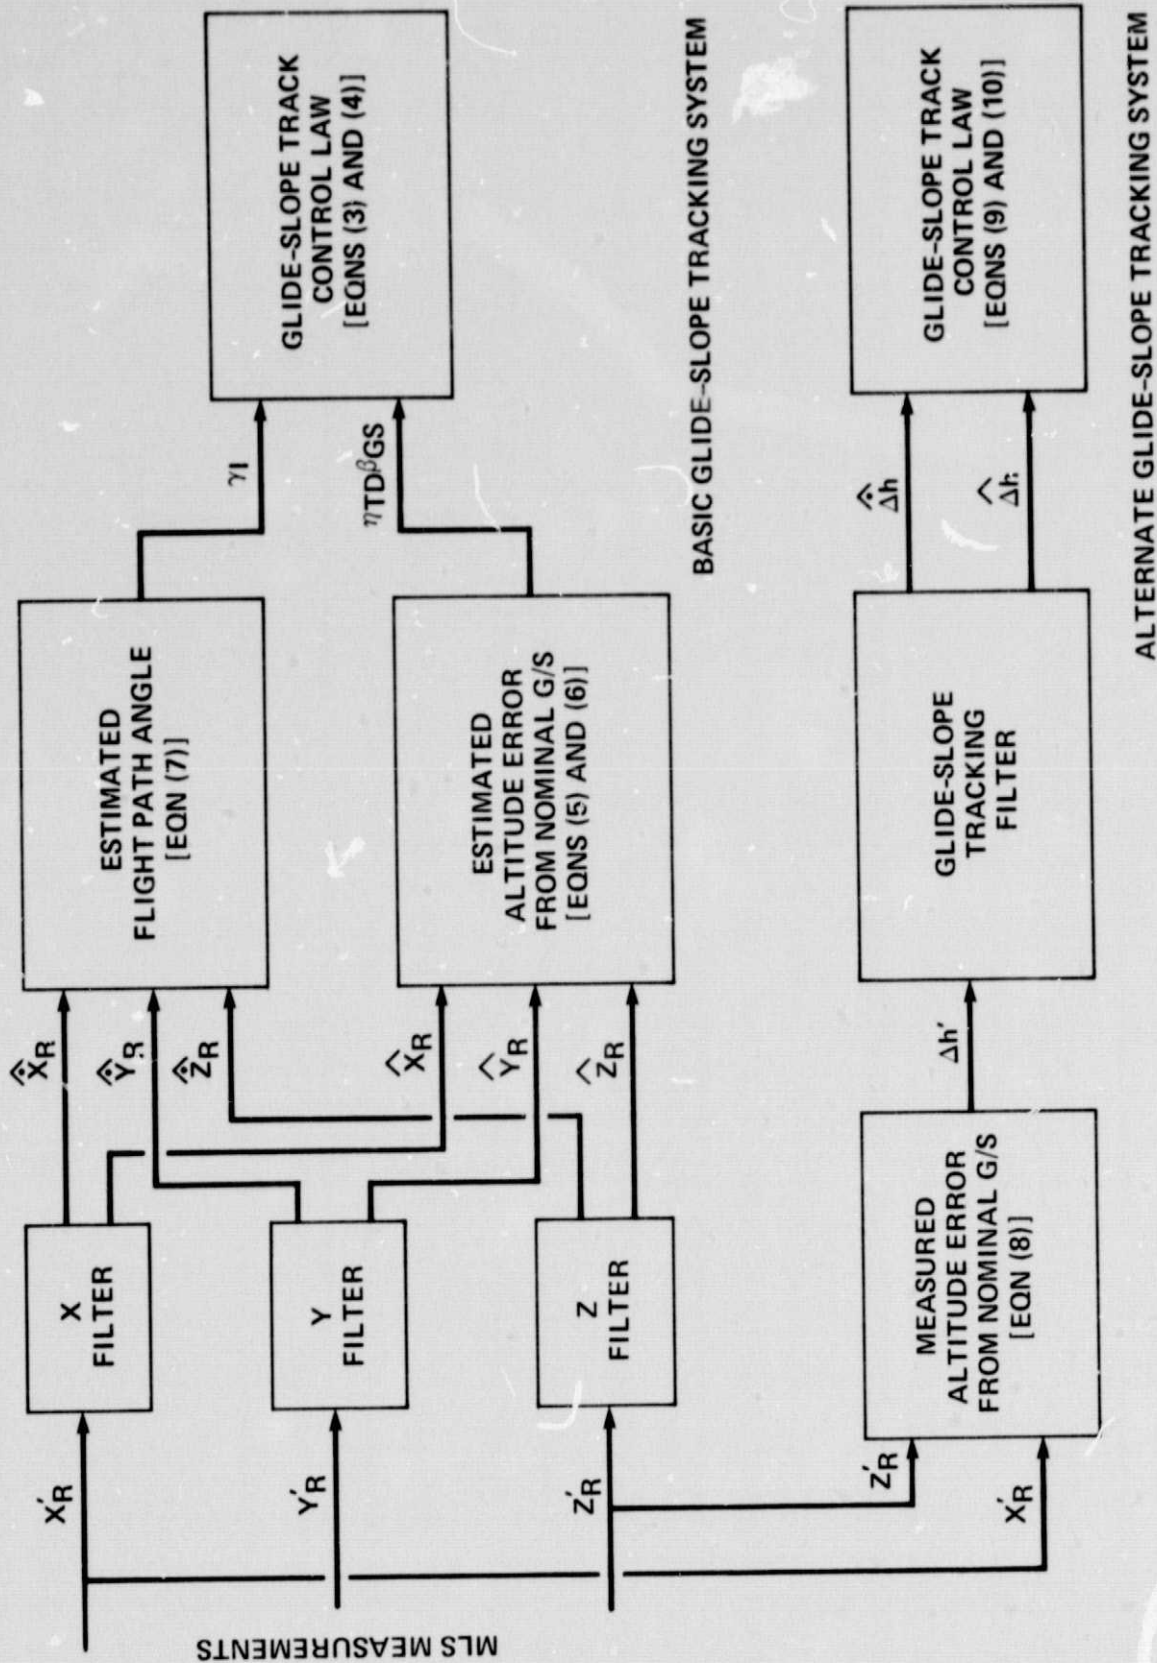 MLS MEASUREMENTS
X'R
Y'R
Z'R
X
FILTER
Y
FILTER
Z
FILTER
X̂̇R
Ŷ̇R
Ẑ̇R
X̂R
ŶR
ẐR
ESTIMATED
FLIGHT PATH ANGLE
[EQN (7)]
ESTIMATED
ALTITUDE ERROR
FROM NOMINAL G/S
[EQNS (5) AND (6)]
γI
ηTDβGS
GLIDE-SLOPE TRACK
CONTROL LAW
[EQNS (3) AND (4)]
BASIC GLIDE-SLOPE TRACKING SYSTEM
Z'R
X'R
MEASURED
ALTITUDE ERROR
FROM NOMINAL G/S
[EQN (8)]
Δh'
GLIDE-SLOPE
TRACKING
FILTER
Δĥ̇
Δĥ
GLIDE-SLOPE TRACK
CONTROL LAW
[EQNS (9) AND (10)]
ALTERNATE GLIDE-SLOPE TRACKING SYSTEM